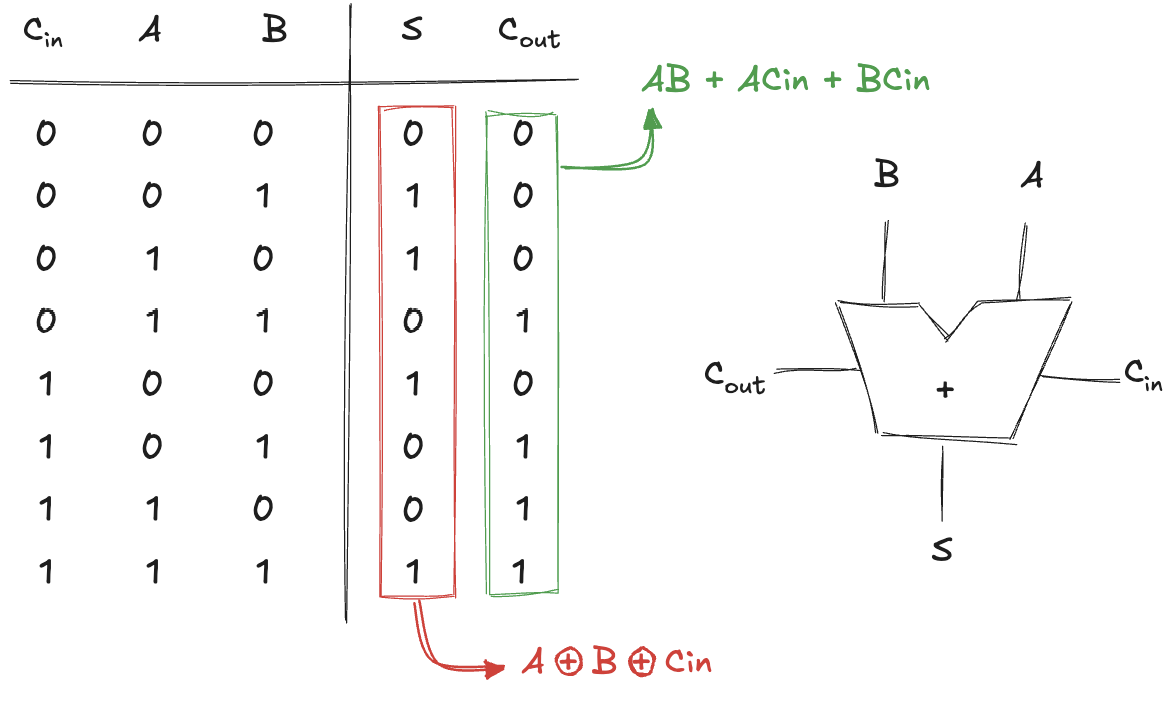 Cin A B S Cout
AB + ACin + BCin
0 0 0 0 0
0 0 1 1 0
0 1 0 1 0
0 1 1 0 1
1 0 0 1 0
1 0 1 0 1
1 1 0 0 1
1 1 1 1 1
A ⊕ B ⊕ Cin
B A
Cout + Cin
S